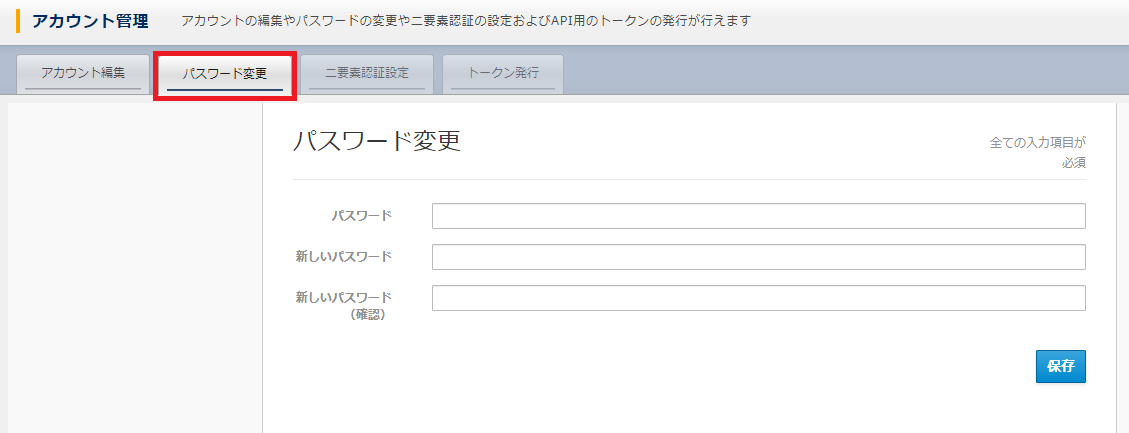 アカウント管理 アカウントの編集やパスワードの変更や二要素認証の設定およびAPI用のトークンの発行が行えます
アカウント編集 パスワード変更 二要素認証設定 トークン発行
パスワード変更
全ての入力項目が
必須
パスワード
新しいパスワード
新しいパスワード
（確認）
保存